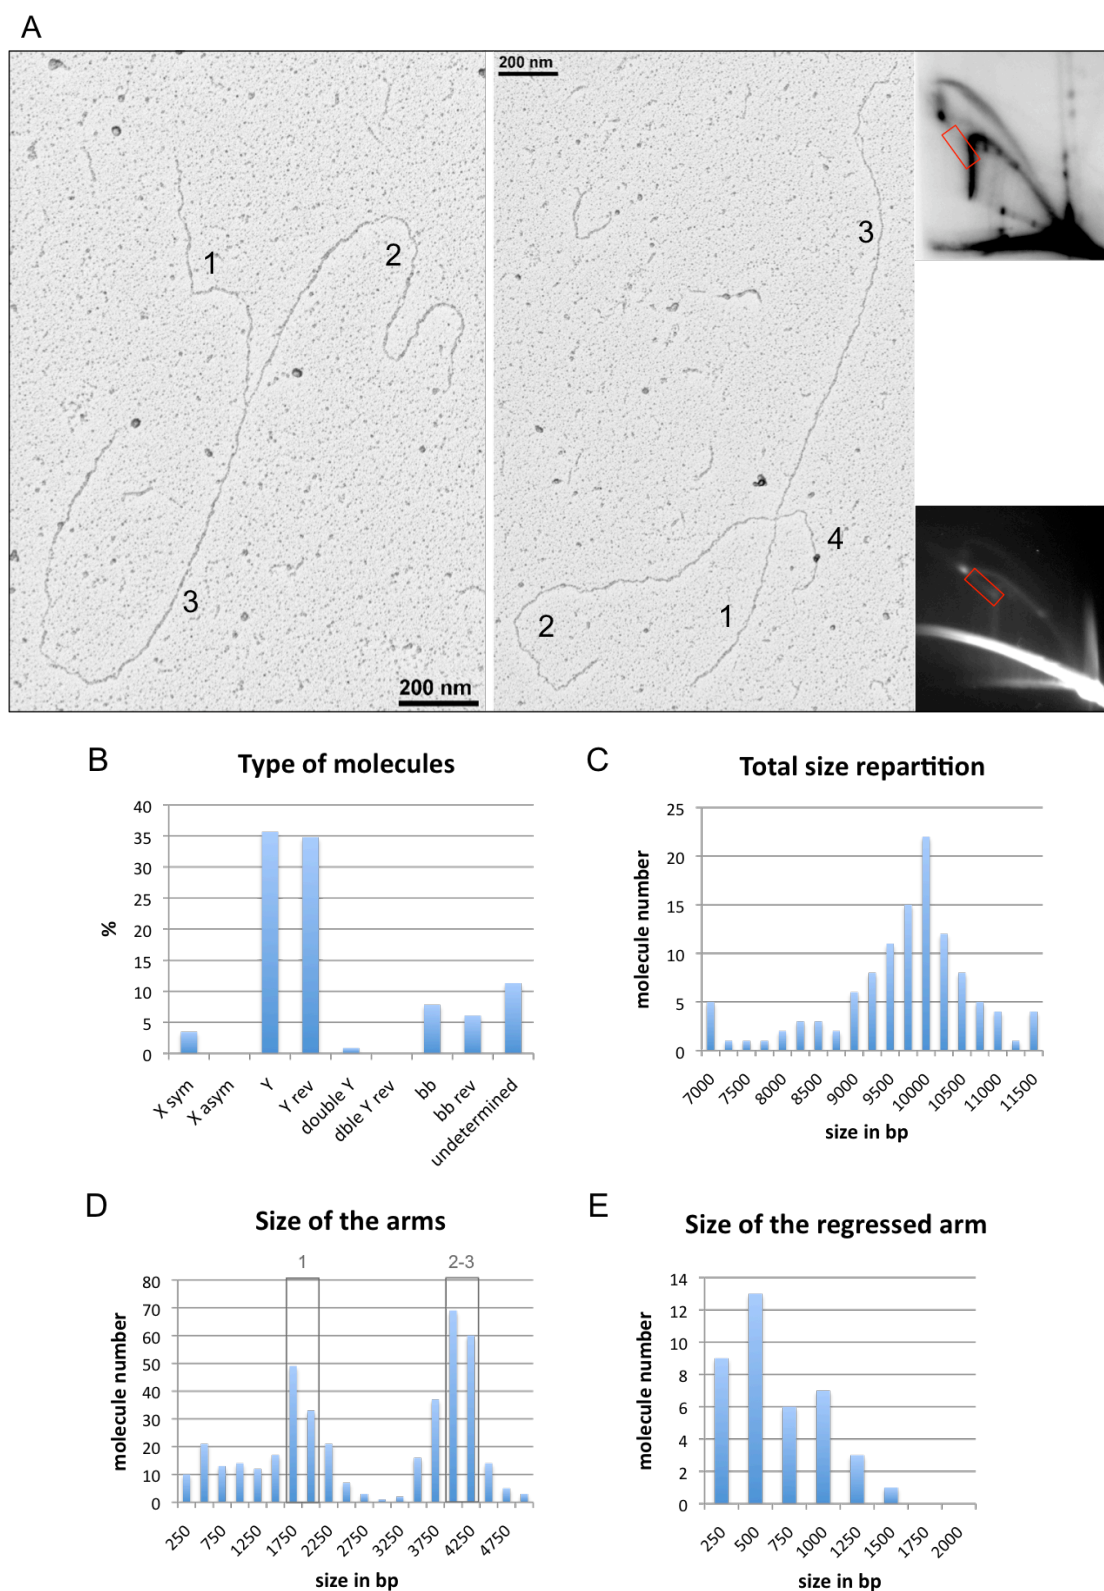 A
200 nm
1
2
3
3
4
2
1
200 nm
B
Type of molecules
%
40
35
30
25
20
15
10
5
0
X sym
X asym
Y
Y rev
double Y
dble Y rev
bb
bb rev
undetermined
C
Total size repartition
molecule number
25
20
15
10
5
0
7000
7500
8000
8500
9000
9500
10000
10500
11000
11500
size in bp
D
Size of the arms
1
2-3
molecule number
80
70
60
50
40
30
20
10
0
250
750
1250
1750
2250
2750
3250
3750
4250
4750
size in bp
E
Size of the regressed arm
molecule number
14
12
10
8
6
4
2
0
250
500
750
1000
1250
1500
1750
2000
size in bp